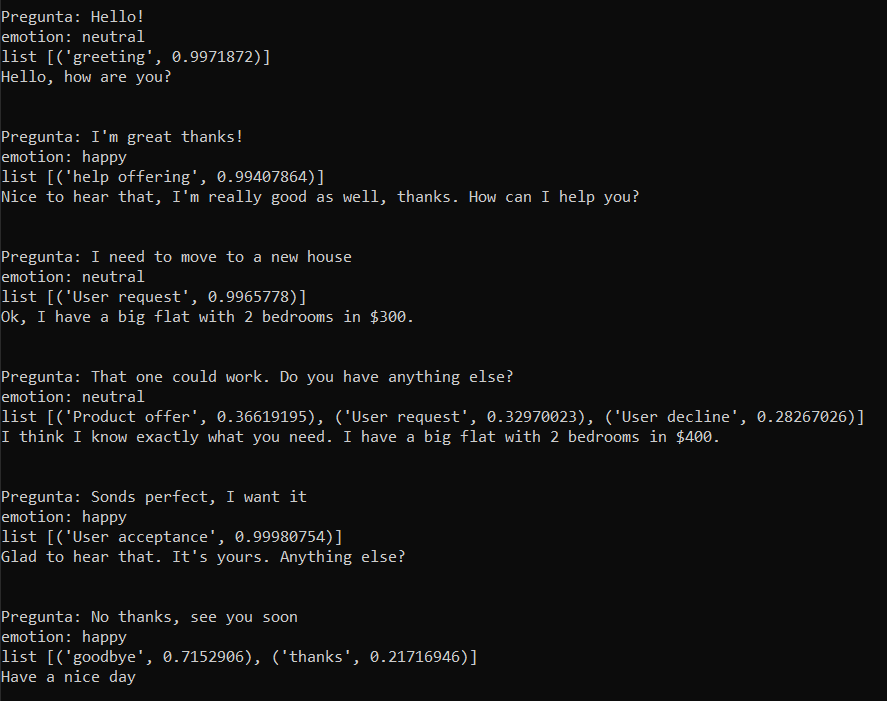 Pregunta: Hello!
emotion: neutral
list [('greeting', 0.9971872)]
Hello, how are you?
Pregunta: I'm great thanks!
emotion: happy
list [('help offering', 0.99407864)]
Nice to hear that, I'm really good as well, thanks. How can I help you?
Pregunta: I need to move to a new house
emotion: neutral
list [('User request', 0.9965778)]
Ok, I have a big flat with 2 bedrooms in $300.
Pregunta: That one could work. Do you have anything else?
emotion: neutral
list [('Product offer', 0.36619195), ('User request', 0.32970023), ('User decline', 0.28267026)]
I think I know exactly what you need. I have a big flat with 2 bedrooms in $400.
Pregunta: Sonds perfect, I want it
emotion: happy
list [('User acceptance', 0.99980754)]
Glad to hear that. It's yours. Anything else?
Pregunta: No thanks, see you soon
emotion: happy
list [('goodbye', 0.7152906), ('thanks', 0.21716946)]
Have a nice day